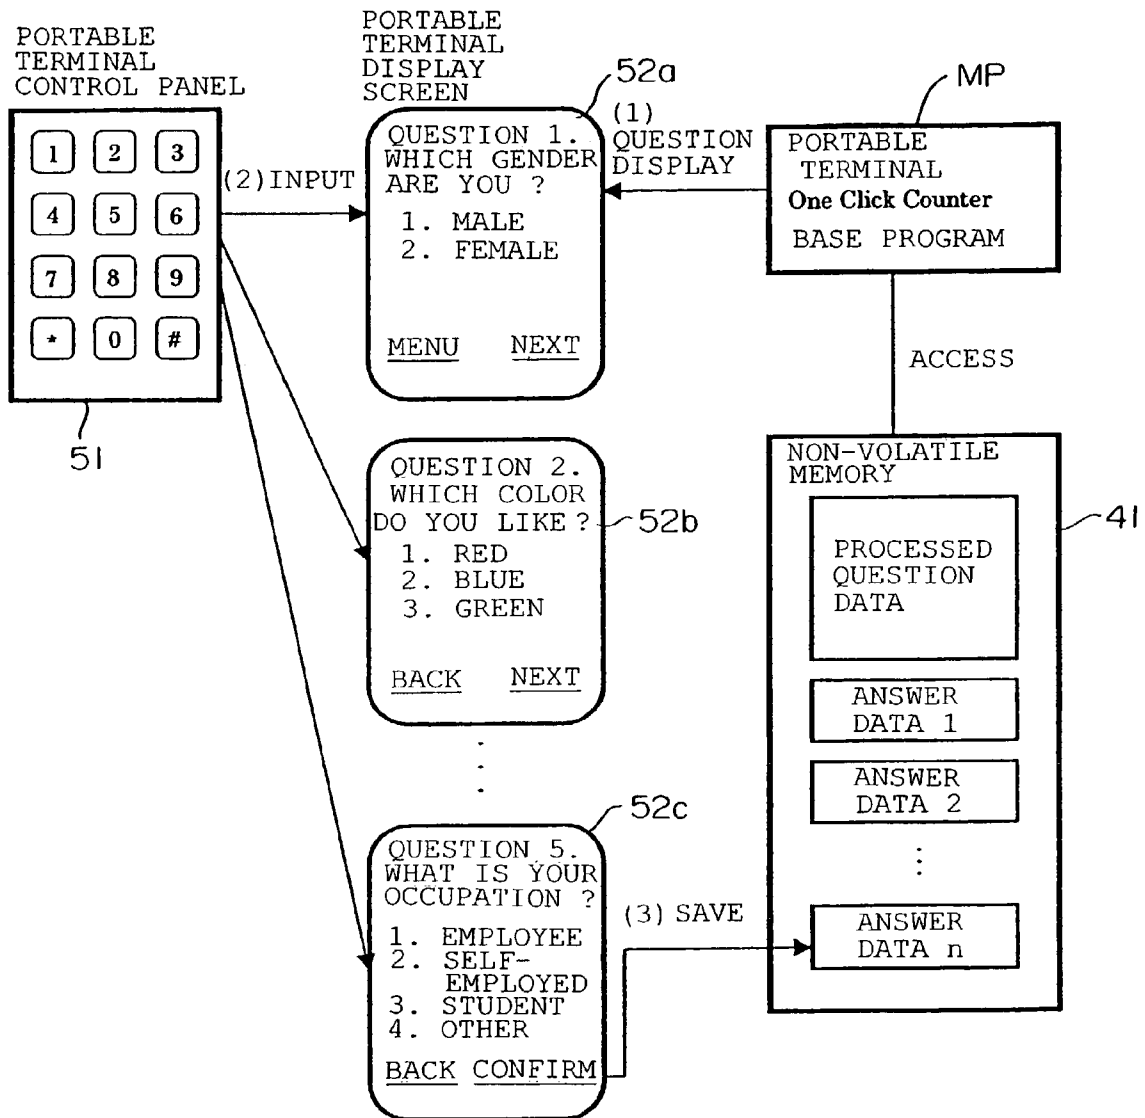 PORTABLE
TERMINAL
CONTROL PANEL
1 2 3
4 5 6
7 8 9
* 0 #
51
(2) INPUT
PORTABLE
TERMINAL
DISPLAY
SCREEN
52a
QUESTION 1.
WHICH GENDER
ARE YOU ?
1. MALE
2. FEMALE
MENU NEXT
(1)
QUESTION
DISPLAY
MP
PORTABLE
TERMINAL
One Click Counter
BASE PROGRAM
ACCESS
QUESTION 2.
WHICH COLOR
DO YOU LIKE ?
1. RED
2. BLUE
3. GREEN
BACK NEXT
52b
.
.
.
52c
QUESTION 5.
WHAT IS YOUR
OCCUPATION ?
1. EMPLOYEE
2. SELF-
EMPLOYED
3. STUDENT
4. OTHER
BACK CONFIRM
(3) SAVE
NON-VOLATILE
MEMORY
41
PROCESSED
QUESTION
DATA
ANSWER
DATA 1
ANSWER
DATA 2
⋮
ANSWER
DATA n